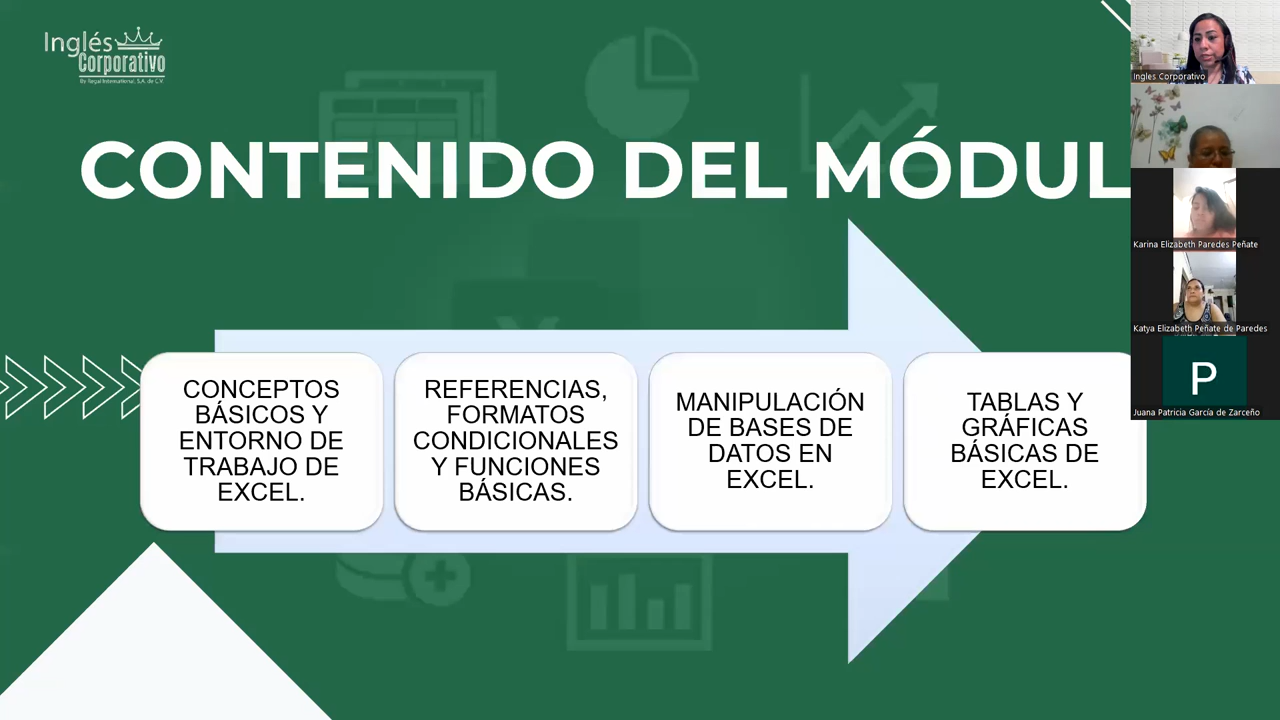 Inglés
Corporativo
By Regal International, S.A. de C.V.
CONTENIDO DEL MÓDUL
CONCEPTOS
BÁSICOS Y
ENTORNO DE
TRABAJO DE
EXCEL.
REFERENCIAS,
FORMATOS
CONDICIONALES
Y FUNCIONES
BÁSICAS.
MANIPULACIÓN
DE BASES DE
DATOS EN
EXCEL.
TABLAS Y
GRÁFICAS
BÁSICAS DE
EXCEL.
Ingles Corporativo
Karina Elizabeth Paredes Peñate
Katya Elizabeth Peñate de Paredes
P
Juana Patricia García de Zarceño